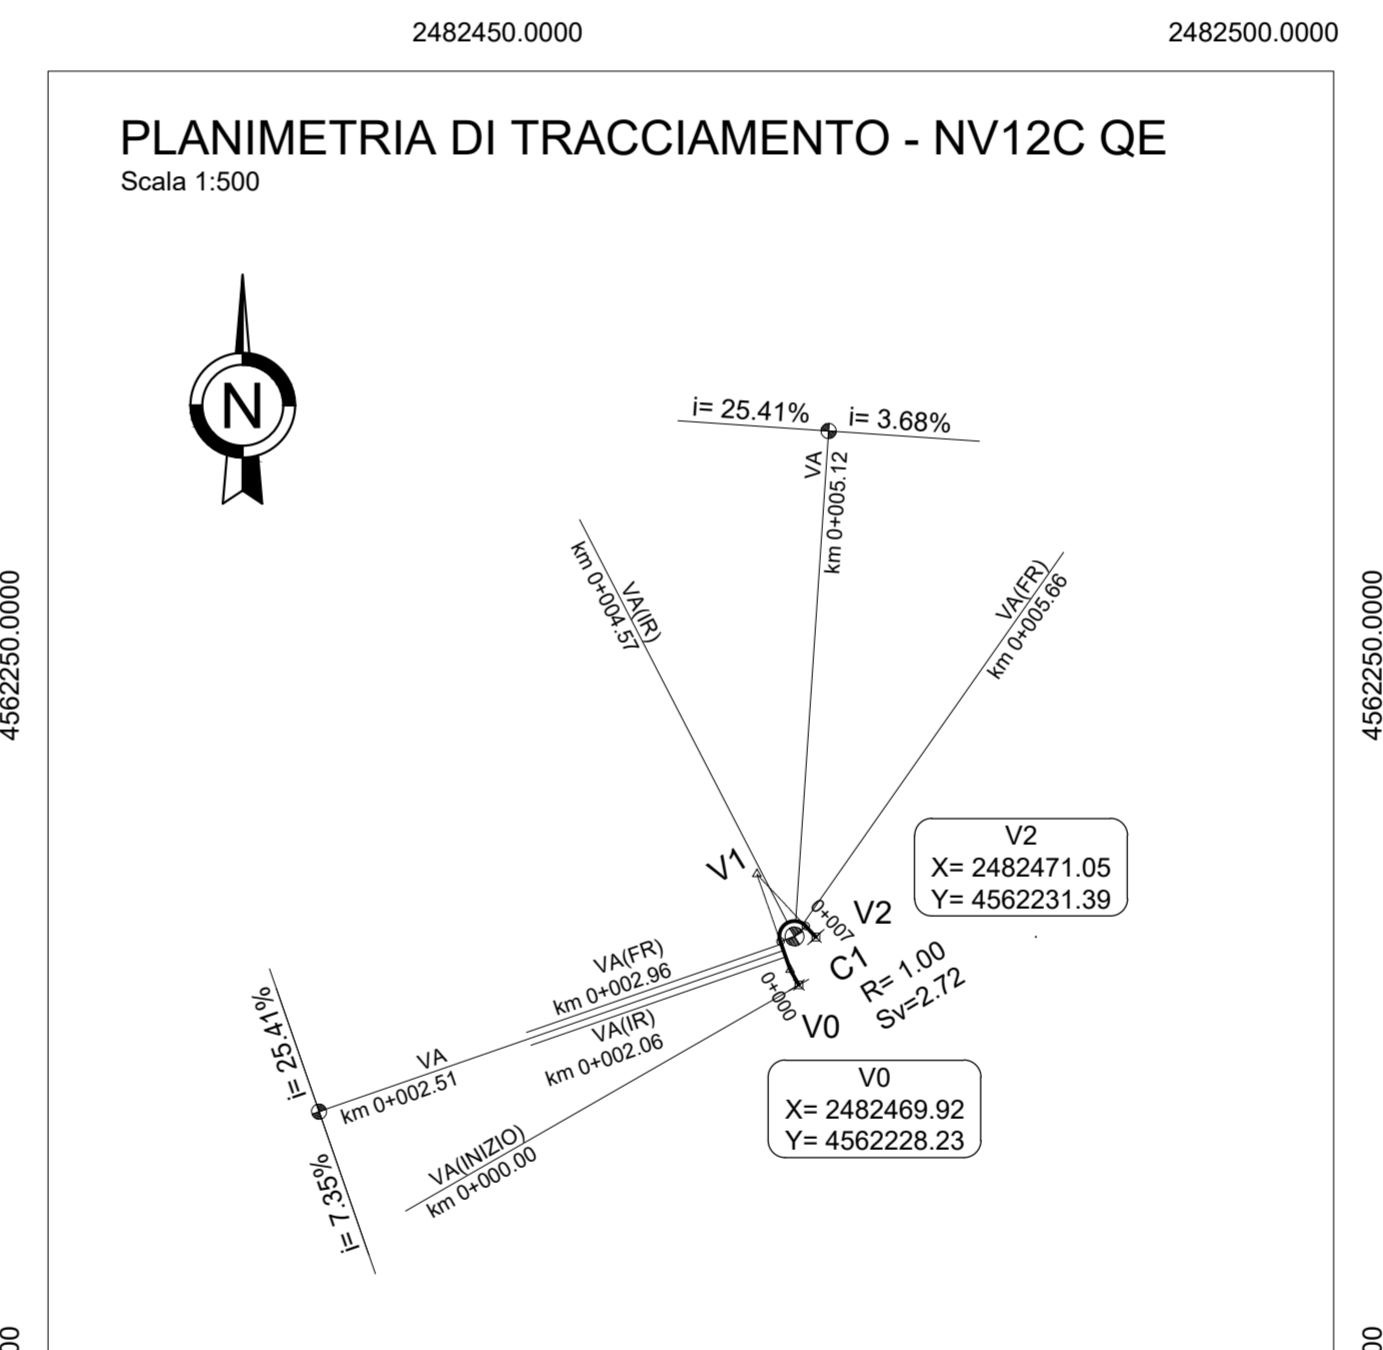 2482450.0000
2482500.0000
PLANIMETRIA DI TRACCIAMENTO - NV12C QE
Scala 1:500
N
i= 25.41%
i= 3.68%
VA
km 0+005.12
VA(IR)
km 0+004.57
VA(FR)
km 0+005.66
4562250.0000
4562250.0000
V2
X= 2482471.05
Y= 4562231.39
V1
0+007
V2
C1
R= 1.00
Sv=2.72
VA(FR)
km 0+002.96
0+000
V0
VA(IR)
km 0+002.06
i= 25.41%
VA
km 0+002.51
V0
X= 2482469.92
Y= 4562228.23
VA(INIZIO)
km 0+000.00
i= 7.35%
00
00